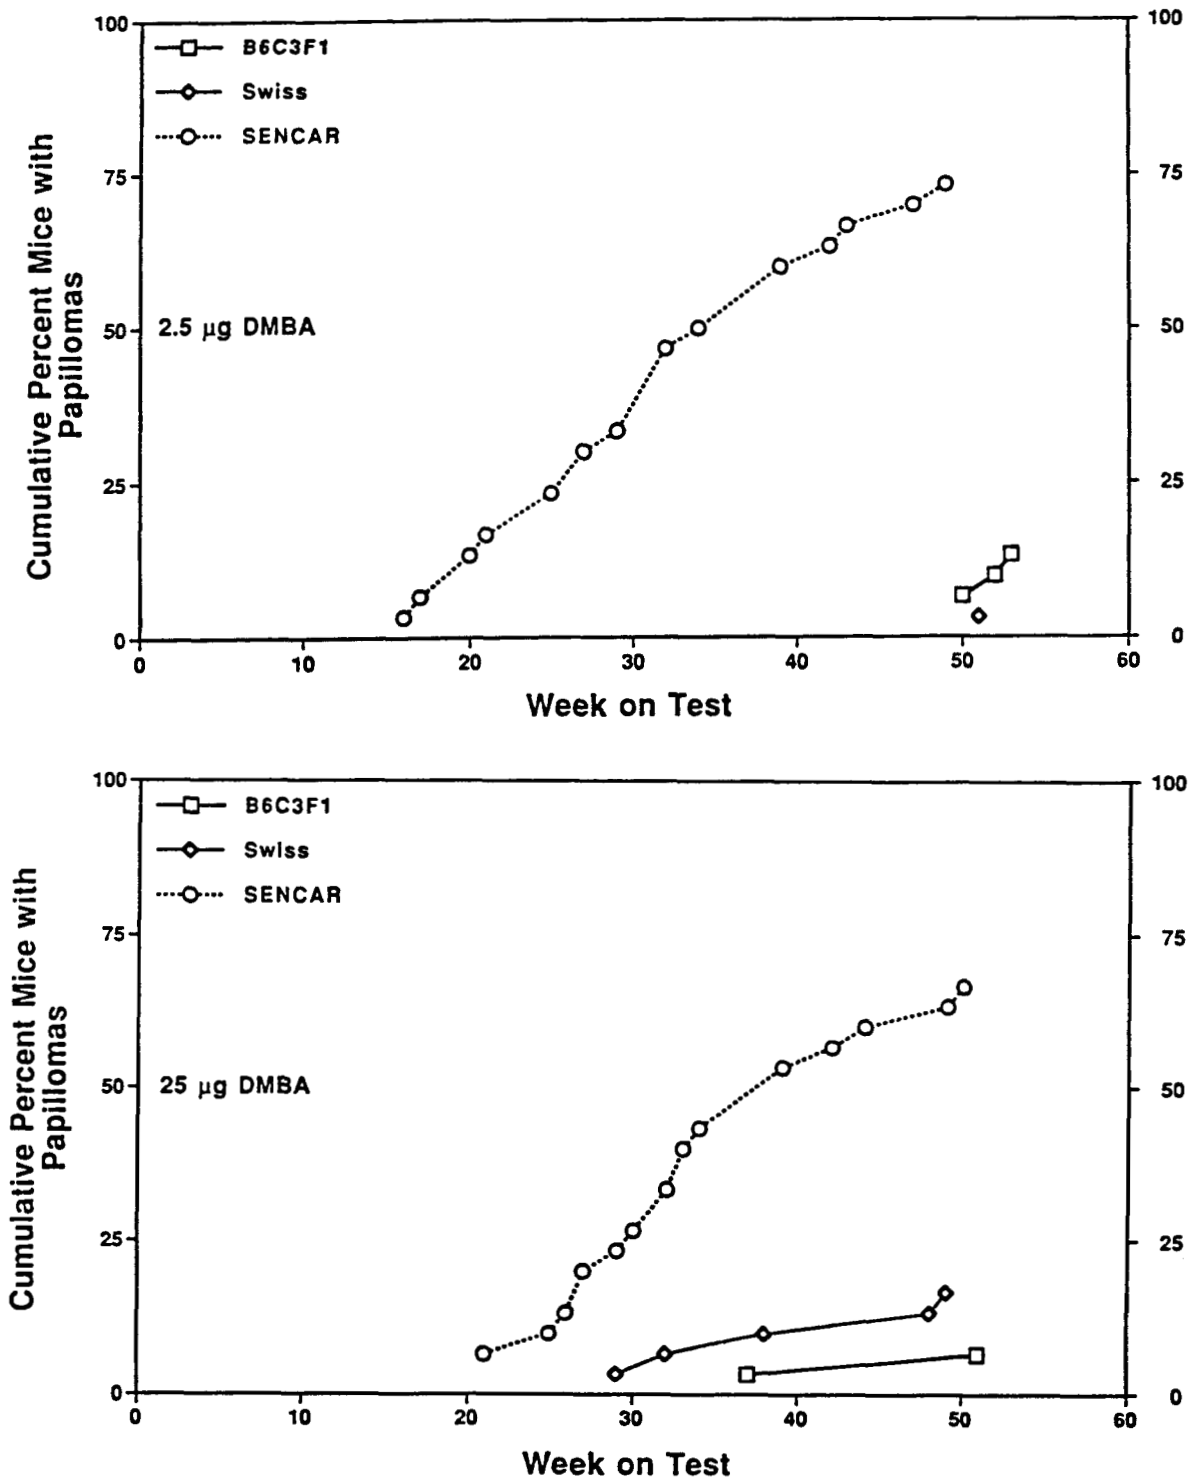 100
100
B6C3F1
Swiss
SENCAR
75
75
Cumulative Percent Mice with
Papillomas
50
2.5 µg DMBA
50
25
25
0
0
0 10 20 30 40 50 60
Week on Test
100
100
B6C3F1
Swiss
SENCAR
75
75
Cumulative Percent Mice with
Papillomas
50
25 µg DMBA
50
25
25
0
0
0 10 20 30 40 50 60
Week on Test